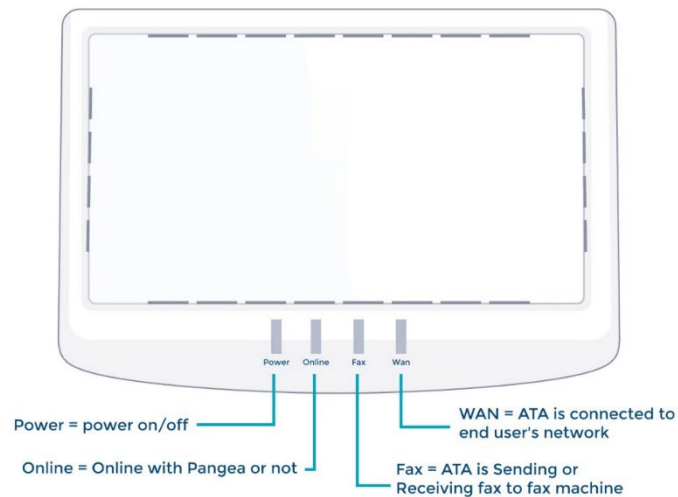 Power
Online
Fax
Wan
Power = power on/off
WAN = ATA is connected to
end user's network
Online = Online with Pangea or not
Fax = ATA is Sending or
Receiving fax to fax machine